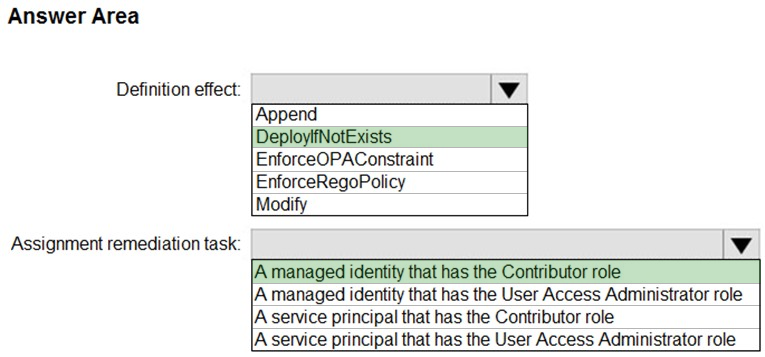 Answer Area
Definition effect:
Append
DeployIfNotExists
EnforceOPAConstraint
EnforceRegoPolicy
Modify
Assignment remediation task:
A managed identity that has the Contributor role
A managed identity that has the User Access Administrator role
A service principal that has the Contributor role
A service principal that has the User Access Administrator role